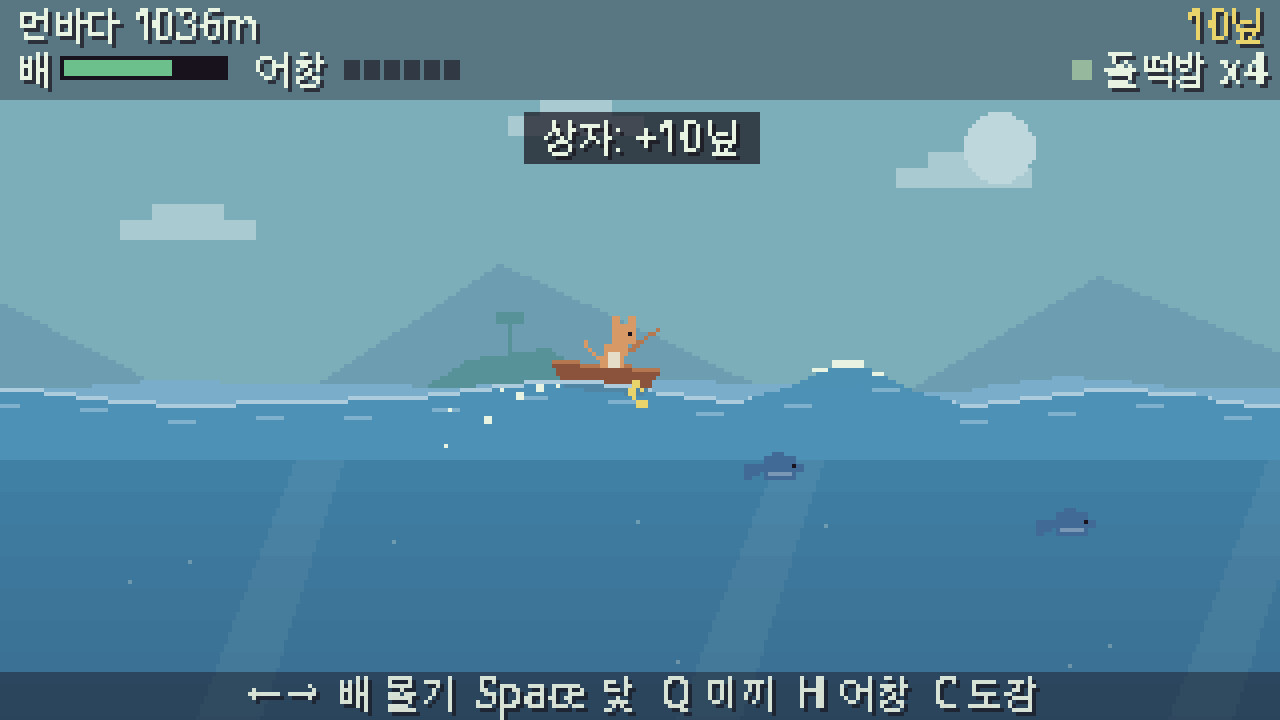 먼바다 1036m
10닢
배 어창
돌떡밥 x4
상자: +10닢
←→ 배 몰기 Space 닻 Q 미끼 H 어창 C 도감